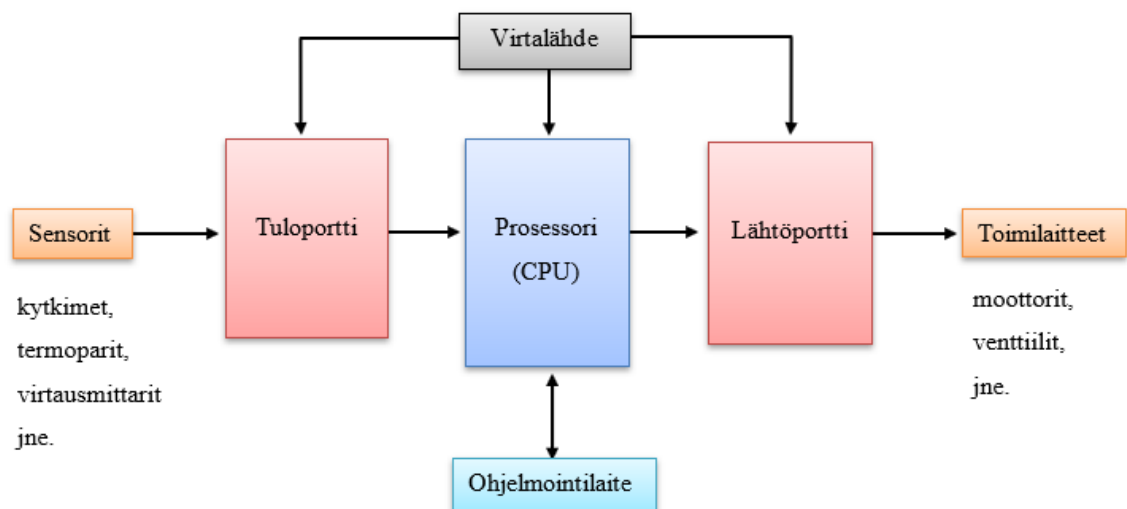 Virtalähde
Sensorit
Tuloportti
Prosessori
(CPU)
Lähtöportti
Toimilaitteet
kytkimet,
termoparit,
virtausmittarit
jne.
moottorit,
venttiilit,
jne.
Ohjelmointilaite